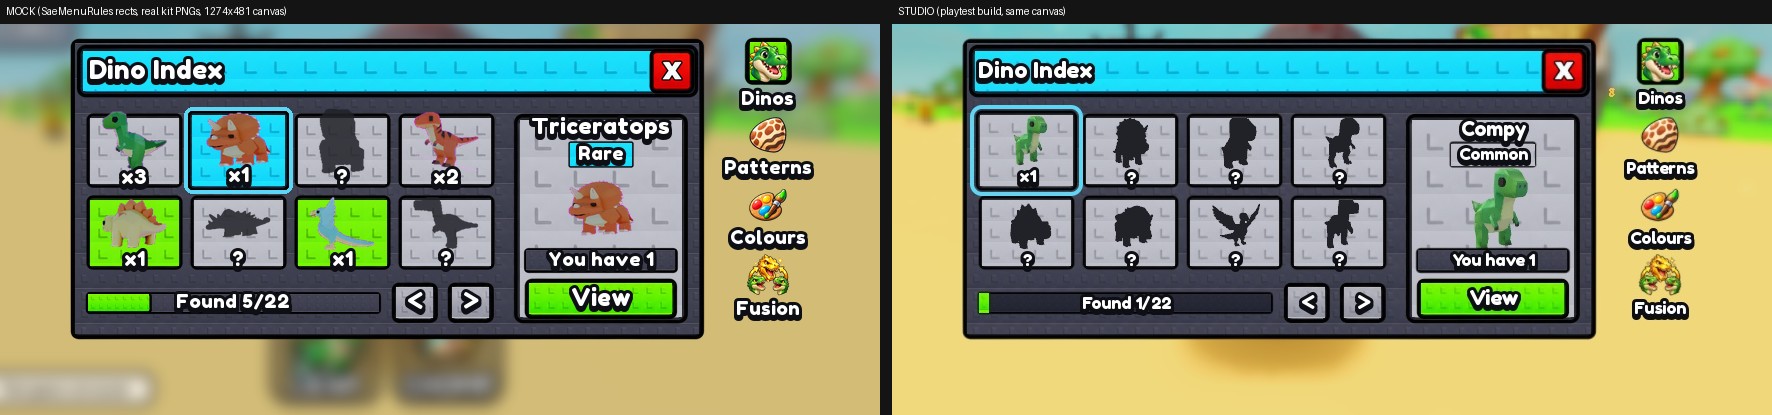 MOCK (SaeMenuRules rects, real kit PNGs, 1274x481 canvas)
Dino Index
X
x3
x1
?
x2
x1
?
x1
?
Found 5/22
<
>
Triceratops
Rare
You have 1
View
Dinos
Patterns
Colours
Fusion
STUDIO (playtest build, same canvas)
Dino Index
X
x1
?
?
?
?
?
?
?
Found 1/22
<
>
Compy
Common
You have 1
View
8
Dinos
Patterns
Colours
Fusion